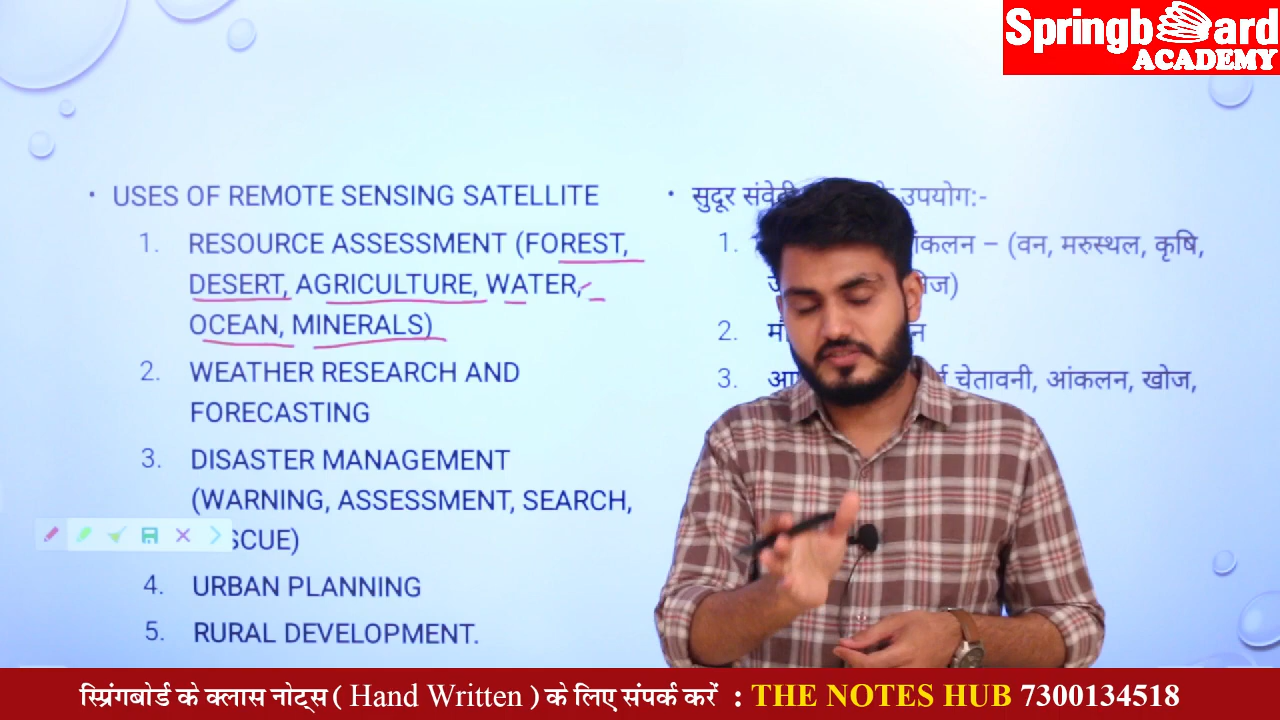 Springboard
ACADEMY
• USES OF REMOTE SENSING SATELLITE
1. RESOURCE ASSESSMENT (FOREST,
DESERT, AGRICULTURE, WATER,
OCEAN, MINERALS)
2. WEATHER RESEARCH AND
FORECASTING
3. DISASTER MANAGEMENT
(WARNING, ASSESSMENT, SEARCH,
4. URBAN PLANNING
5. RURAL DEVELOPMENT.
• सुदूर उपयोग:-
1. – (वन, मरुस्थल, कृषि,
2.
3. चेतावनी, आंकलन, खोज,
स्प्रिंगबोर्ड के क्लास नोट्स ( Hand Written ) के लिए संपर्क करें : THE NOTES HUB 7300134518